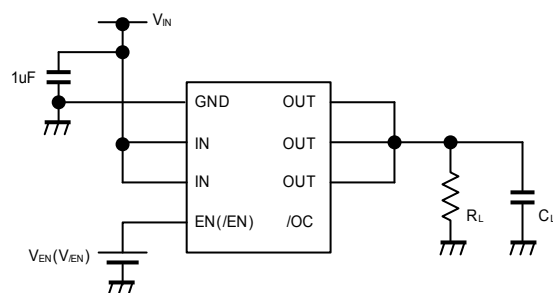 VIN
1uF
GND OUT
IN OUT
IN OUT
EN(/EN) /OC
VEN(V/EN)
RL
CL